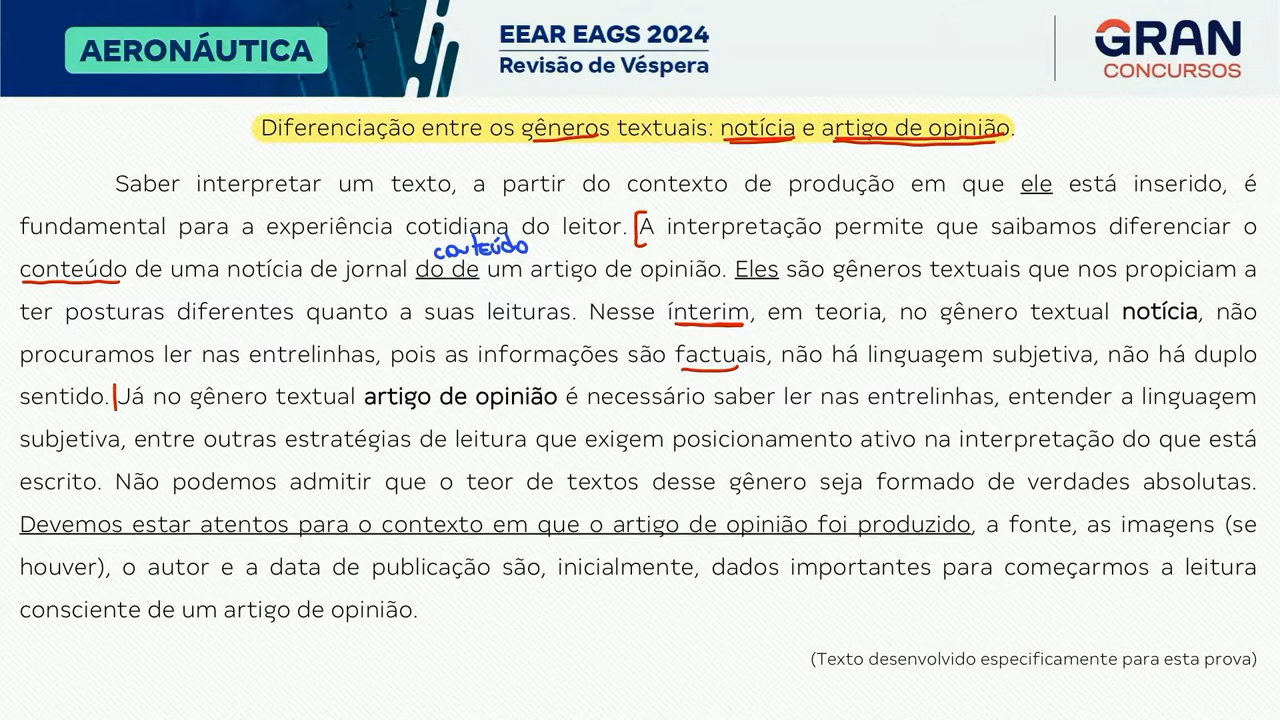 AERONÁUTICA
EEAR EAGS 2024
Revisão de Véspera
GRAN
CONCURSOS
Diferenciação entre os gêneros textuais: notícia e artigo de opinião.
Saber interpretar um texto, a partir do contexto de produção em que ele está inserido, é
fundamental para a experiência cotidiana do leitor. A interpretação permite que saibamos diferenciar o
conteúdo
conteúdo de uma notícia de jornal do de um artigo de opinião. Eles são gêneros textuais que nos propiciam a
ter posturas diferentes quanto a suas leituras. Nesse ínterim, em teoria, no gênero textual notícia, não
procuramos ler nas entrelinhas, pois as informações são factuais, não há linguagem subjetiva, não há duplo
sentido. Já no gênero textual artigo de opinião é necessário saber ler nas entrelinhas, entender a linguagem
subjetiva, entre outras estratégias de leitura que exigem posicionamento ativo na interpretação do que está
escrito. Não podemos admitir que o teor de textos desse gênero seja formado de verdades absolutas.
Devemos estar atentos para o contexto em que o artigo de opinião foi produzido, a fonte, as imagens (se
houver), o autor e a data de publicação são, inicialmente, dados importantes para começarmos a leitura
consciente de um artigo de opinião.
(Texto desenvolvido especificamente para esta prova)